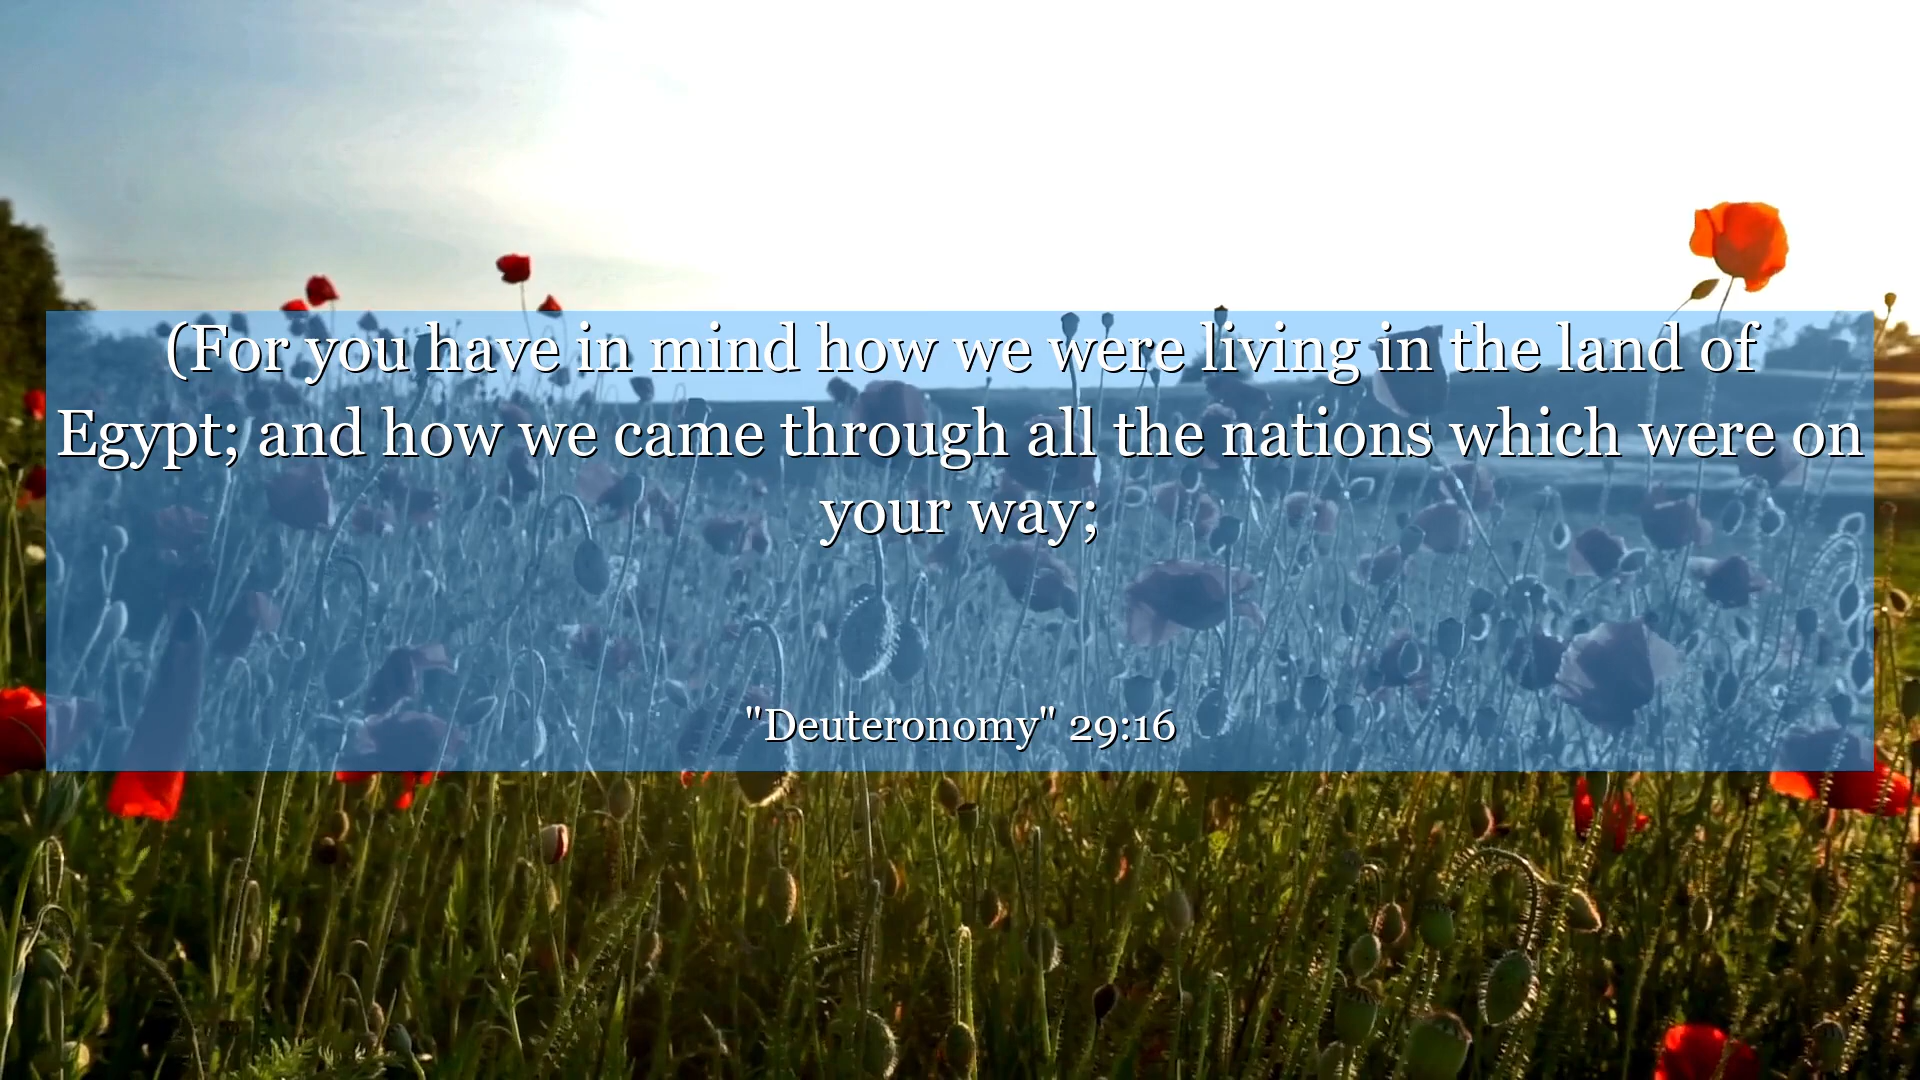 (For you have in mind how we were living in the land of
Egypt; and how we came through all the nations which were on
your way;
"Deuteronomy" 29:16